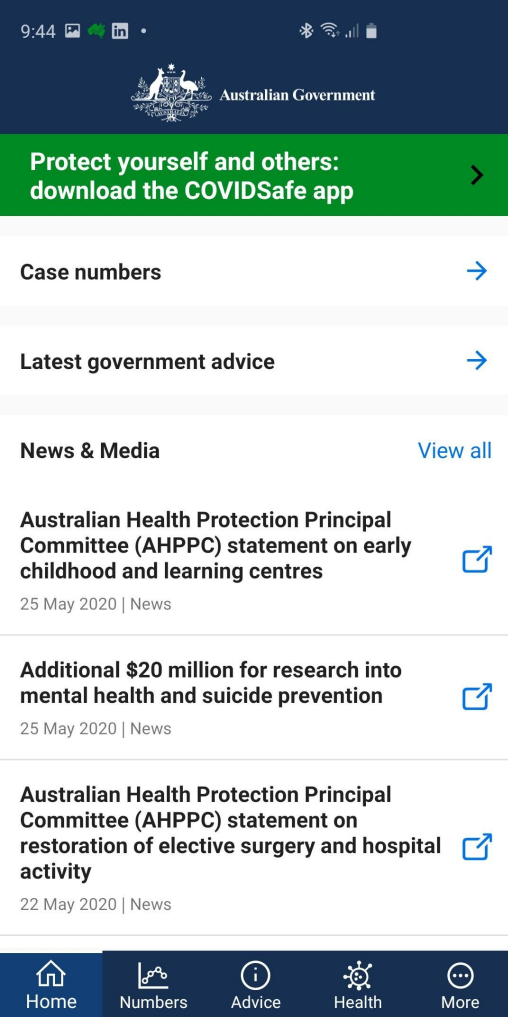 9:44
in
Australian Government
Protect yourself and others:
download the COVIDSafe app
Case numbers
Latest government advice
News & Media
View all
Australian Health Protection Principal
Committee (AHPPC) statement on early
childhood and learning centres
25 May 2020 | News
Additional $20 million for research into
mental health and suicide prevention
25 May 2020 | News
Australian Health Protection Principal
Committee (AHPPC) statement on
restoration of elective surgery and hospital
activity
22 May 2020 | News
Home
Numbers
Advice
Health
More